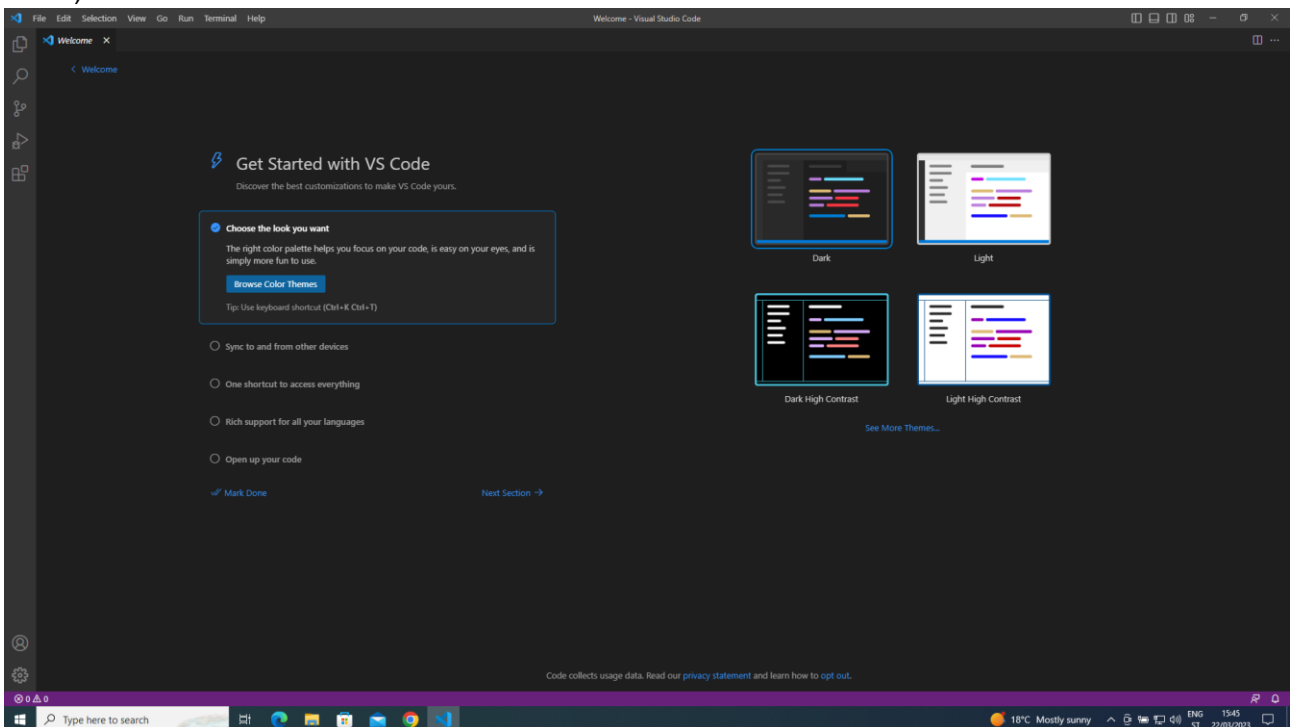 File Edit Selection View Go Run Terminal Help Welcome - Visual Studio Code
Welcome
< Welcome
Get Started with VS Code
Discover the best customizations to make VS Code yours.
Choose the look you want
The right color palette helps you focus on your code, is easy on your eyes, and is
simply more fun to use.
Browse Color Themes
Tip: Use keyboard shortcut (Ctrl+K Ctrl+T)
Sync to and from other devices
One shortcut to access everything
Rich support for all your languages
Open up your code
Mark Done Next Section →
Dark Light
Dark High Contrast Light High Contrast
See More Themes...
Code collects usage data. Read our privacy statement and learn how to opt out.
0 0
Type here to search
18°C Mostly sunny
ENG 15:45
ST 22/03/2023